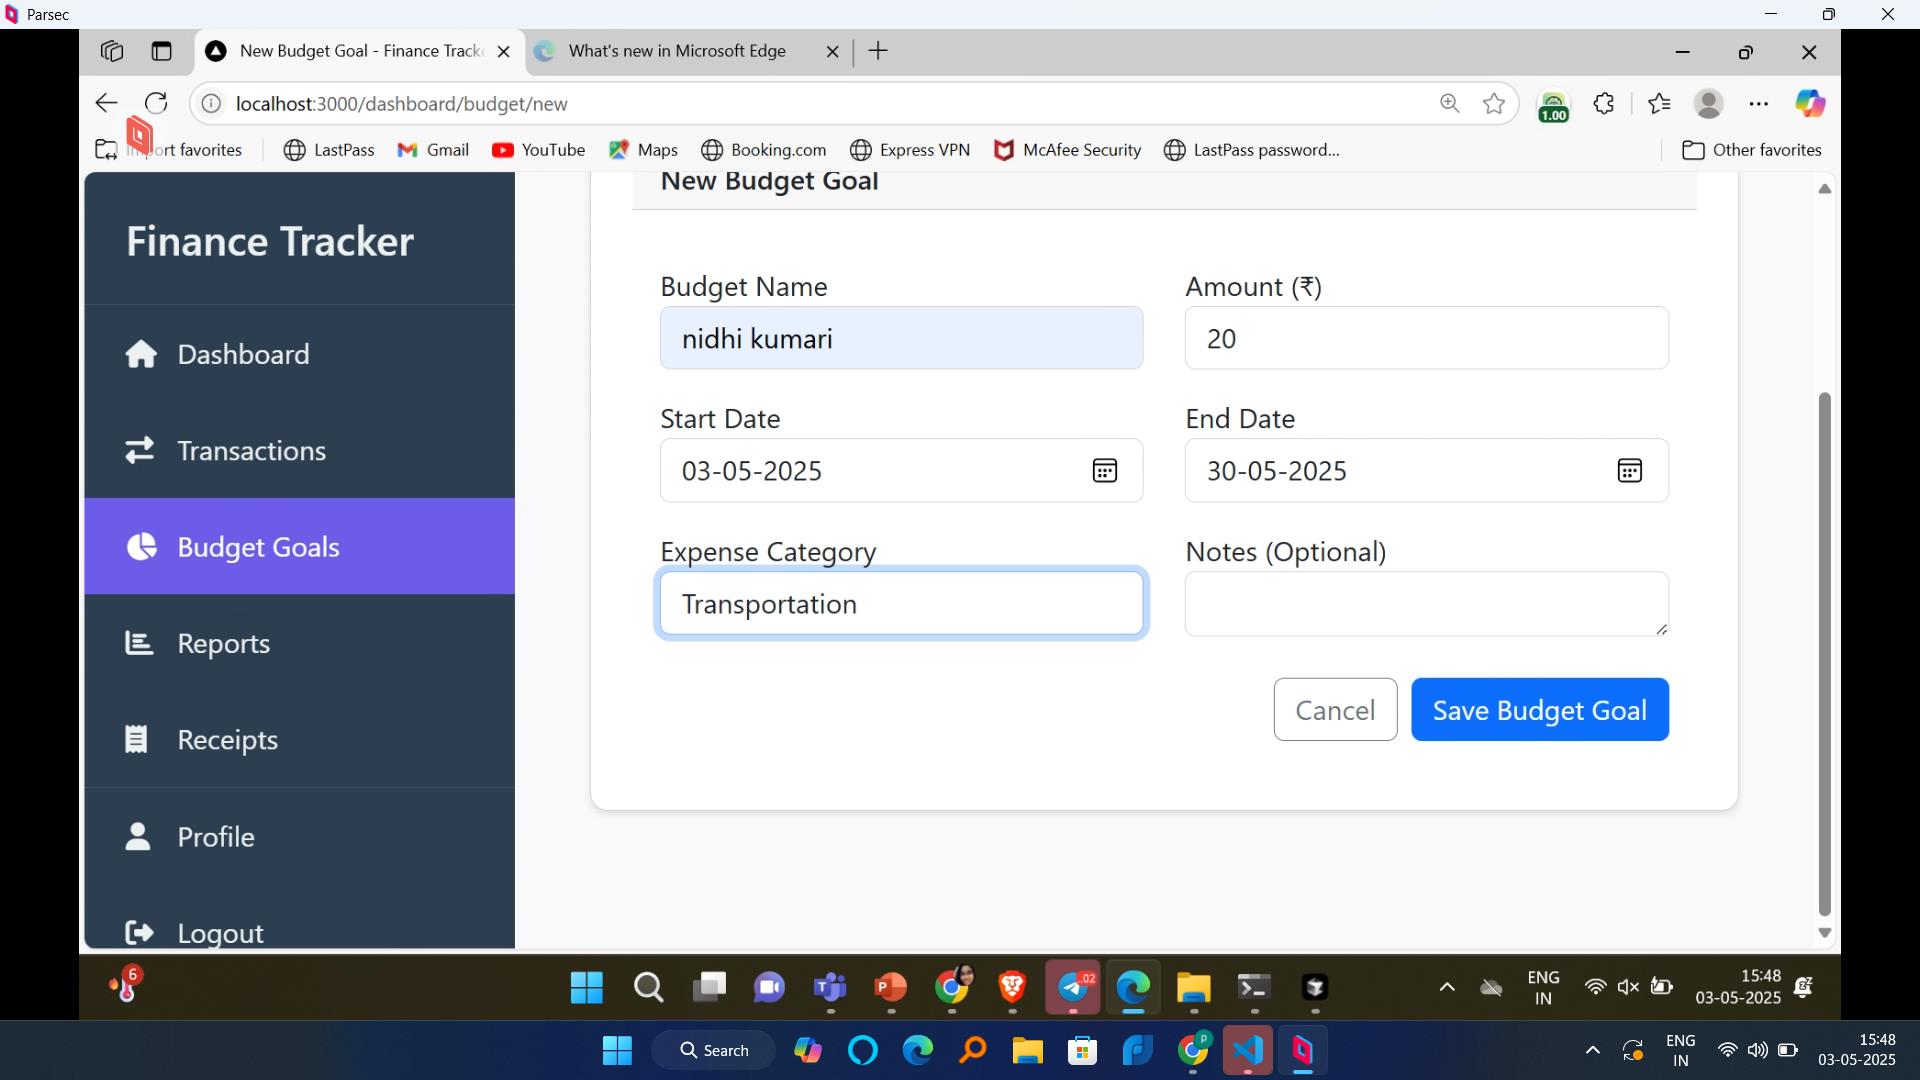 Parsec
New Budget Goal - Finance Track
What's new in Microsoft Edge
localhost:3000/dashboard/budget/new
1.00
port favorites
LastPass
Gmail
YouTube
Maps
Booking.com
Express VPN
McAfee Security
LastPass password...
Other favorites
Finance Tracker
Dashboard
Transactions
Budget Goals
Reports
Receipts
Profile
Logout
New Budget Goal
Budget Name
Amount (₹)
nidhi kumari
20
Start Date
End Date
03-05-2025
30-05-2025
Expense Category
Notes (Optional)
Transportation
Cancel
Save Budget Goal
6
02
ENG
IN
15:48
03-05-2025
Search
ENG
IN
15:48
03-05-2025